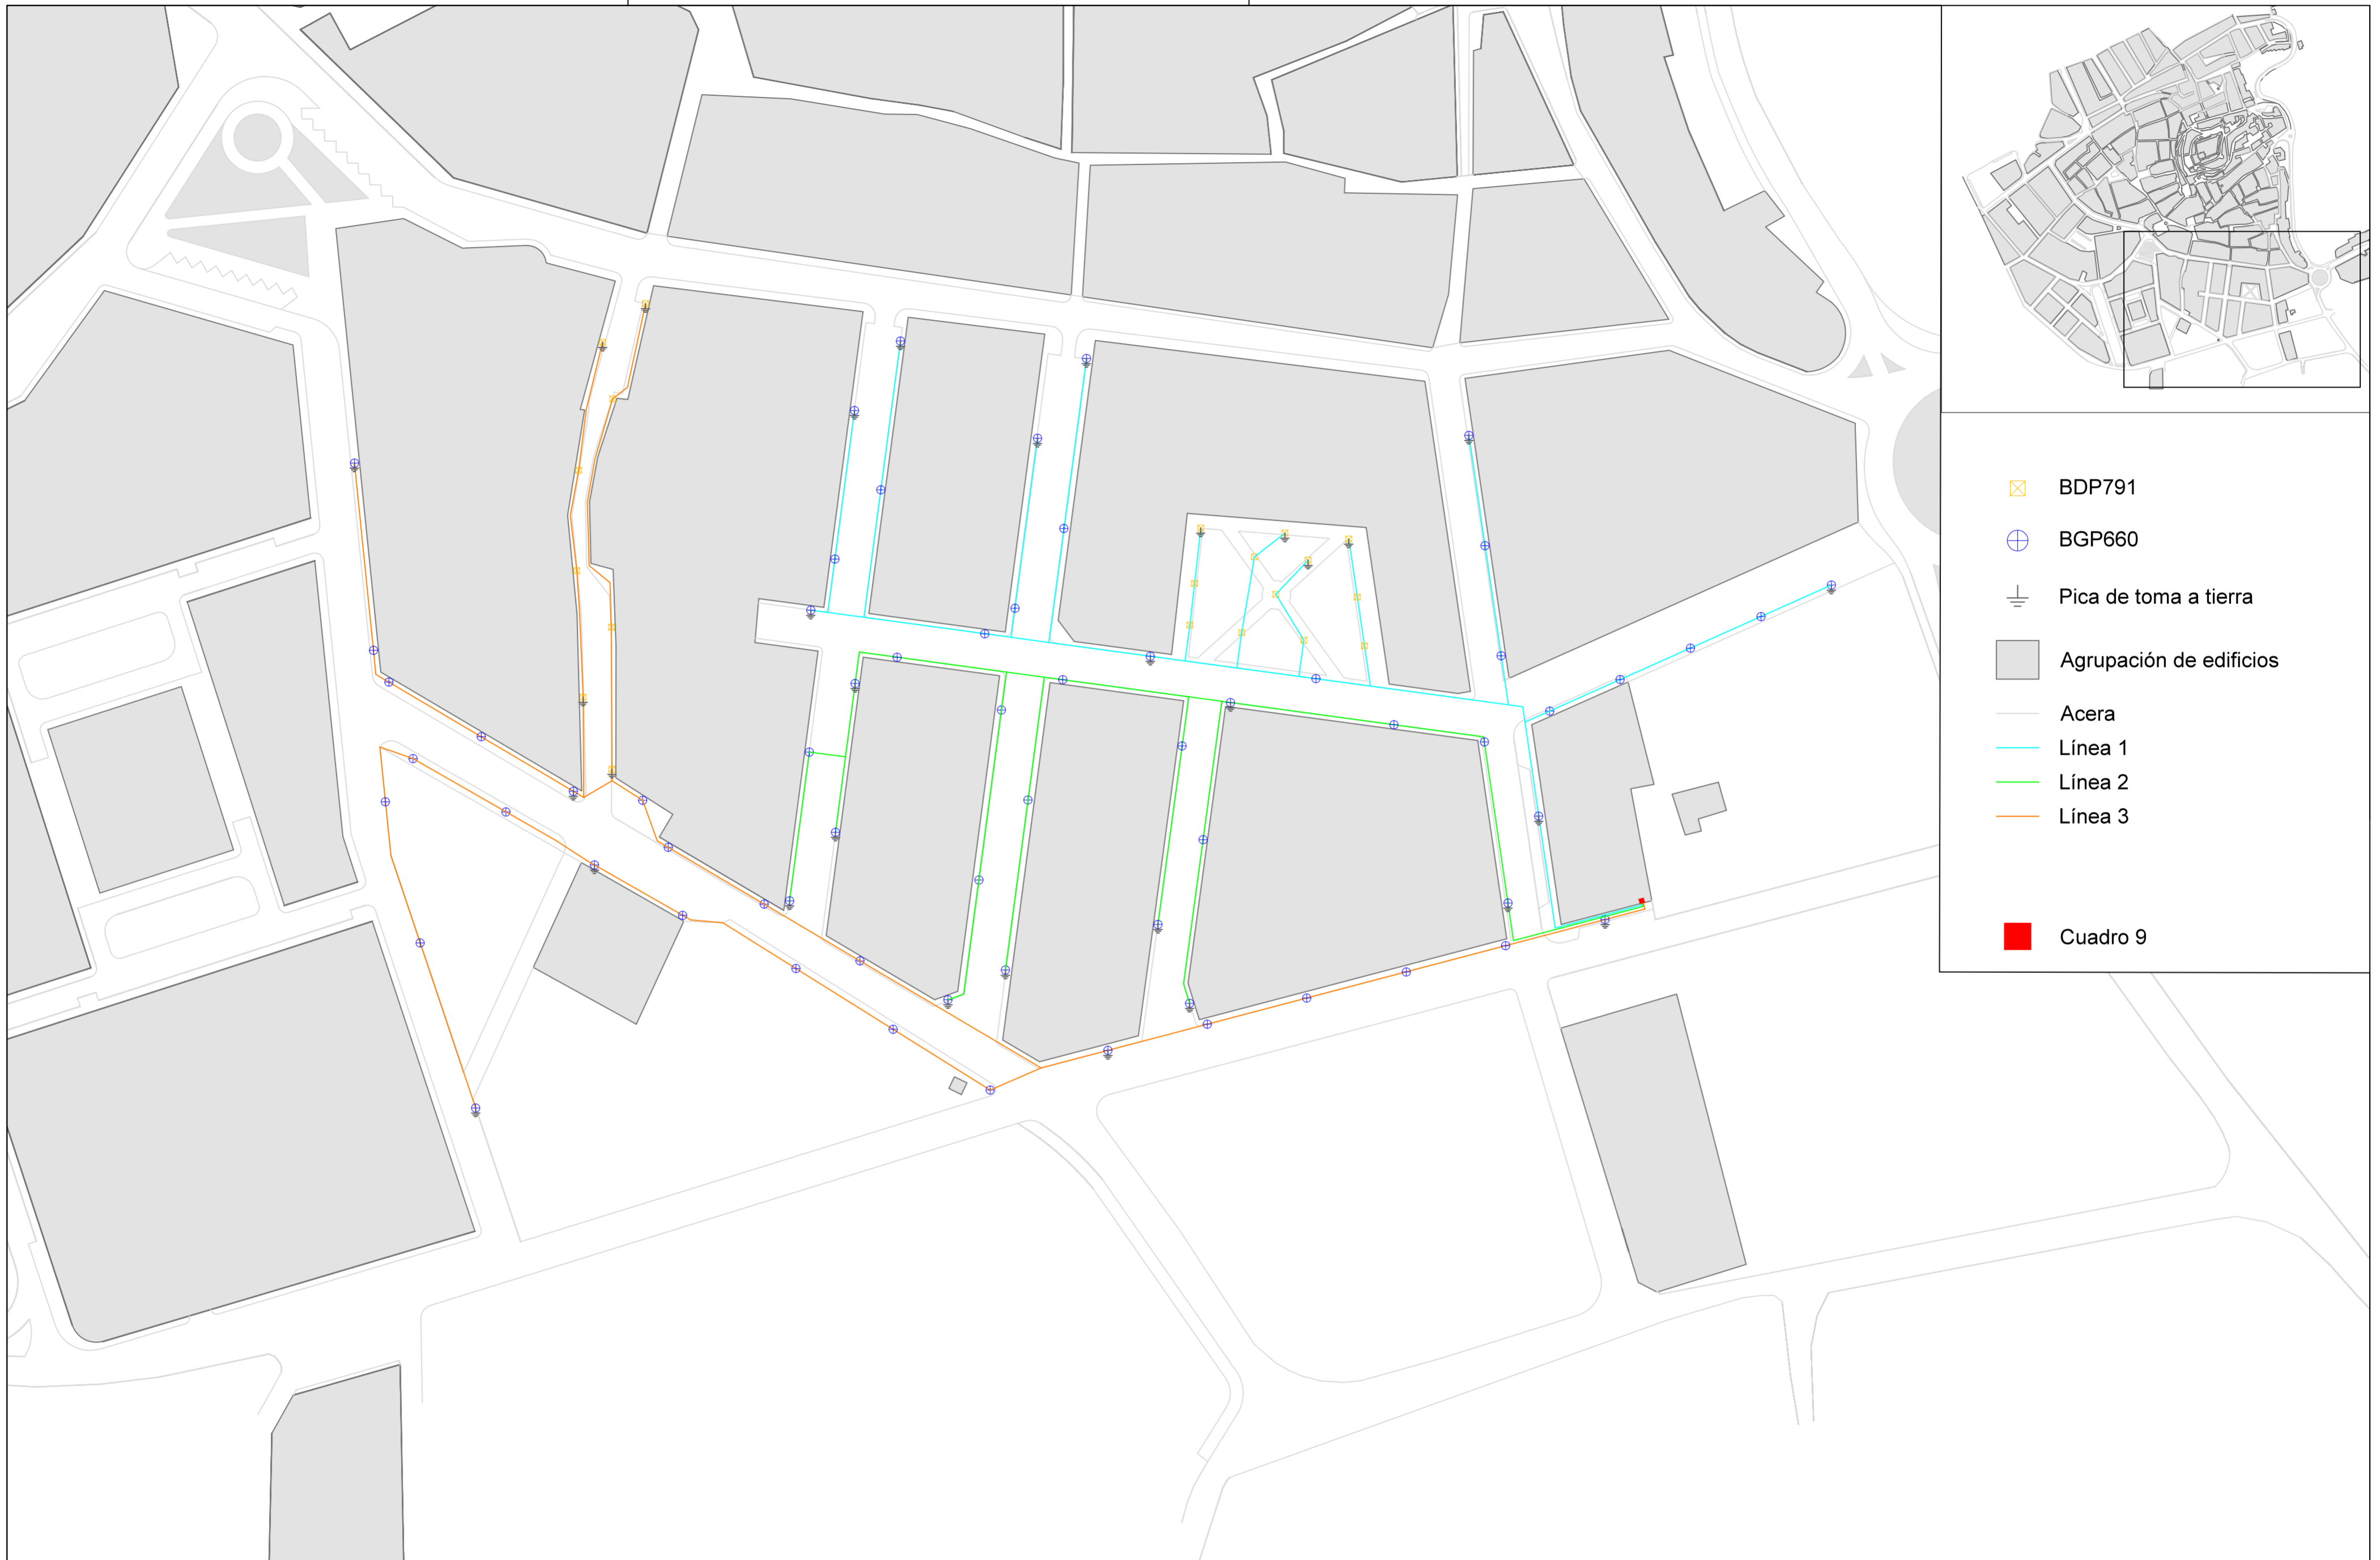 BDP791
BGP660
Pica de toma a tierra
Agrupación de edificios
Acera
Línea 1
Línea 2
Línea 3
Cuadro 9